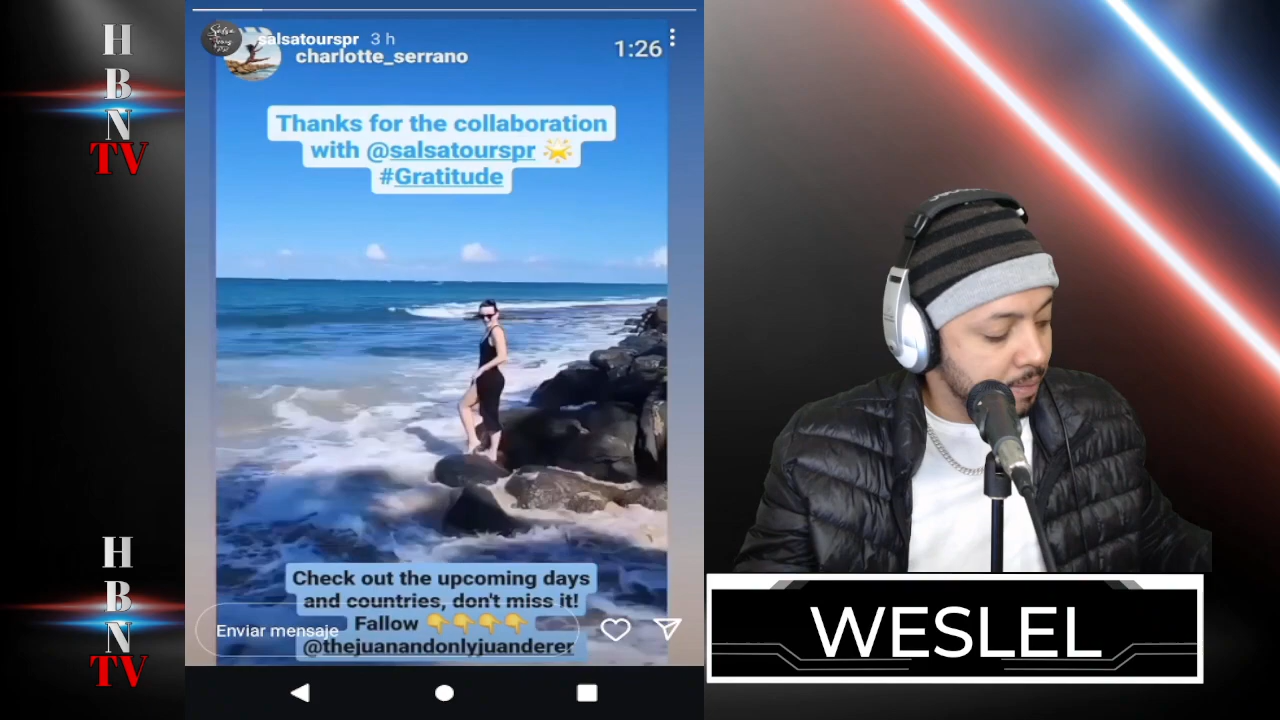 H
B
N
TV
H
B
N
TV
salsatourspr 3 h
charlotte_serrano
1:26
Thanks for the collaboration
with @salsatourspr 🌟
#Gratitude
Check out the upcoming days
and countries, don't miss it!
Fallow 👇👇👇👇
@thejuanandonlyjuanderer
Enviar mensaje
WESLEL